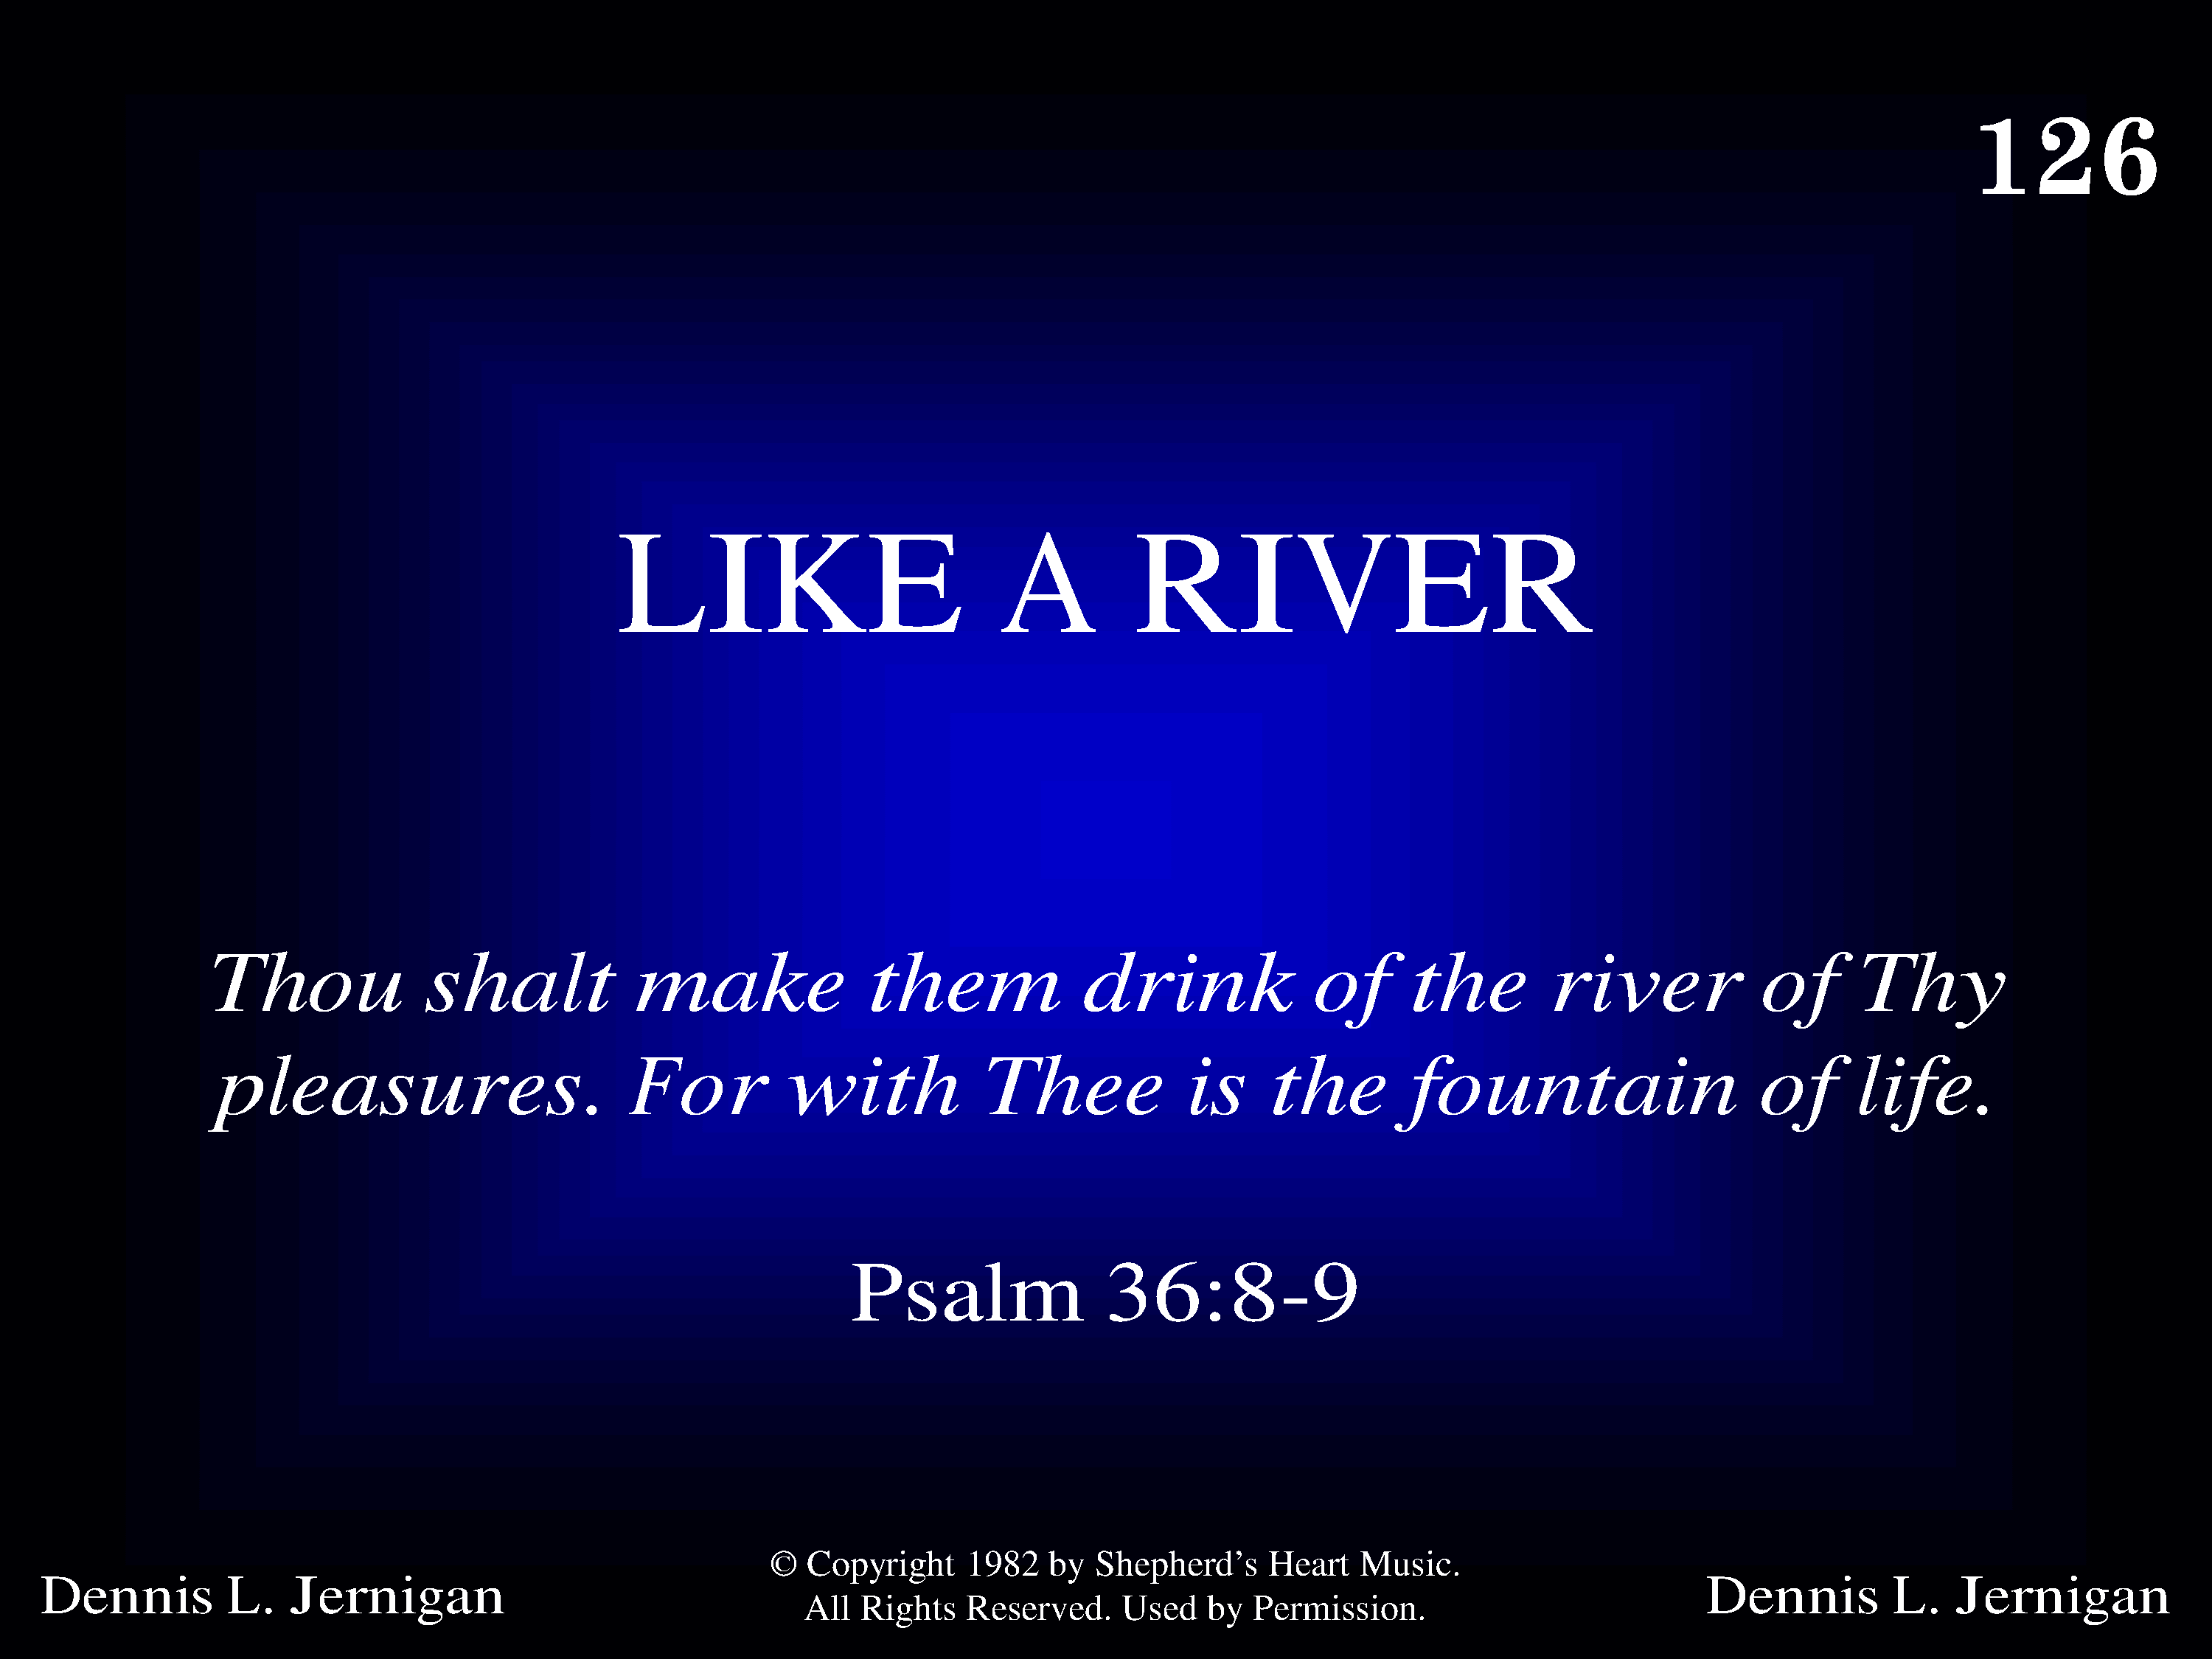 126
LIKE A RIVER
Thou shalt make them drink of the river of Thy
pleasures. For with Thee is the fountain of life.
Psalm 36:8-9
© Copyright 1982 by Shepherd’s Heart Music.
All Rights Reserved. Used by Permission.
Dennis L. Jernigan
Dennis L. Jernigan